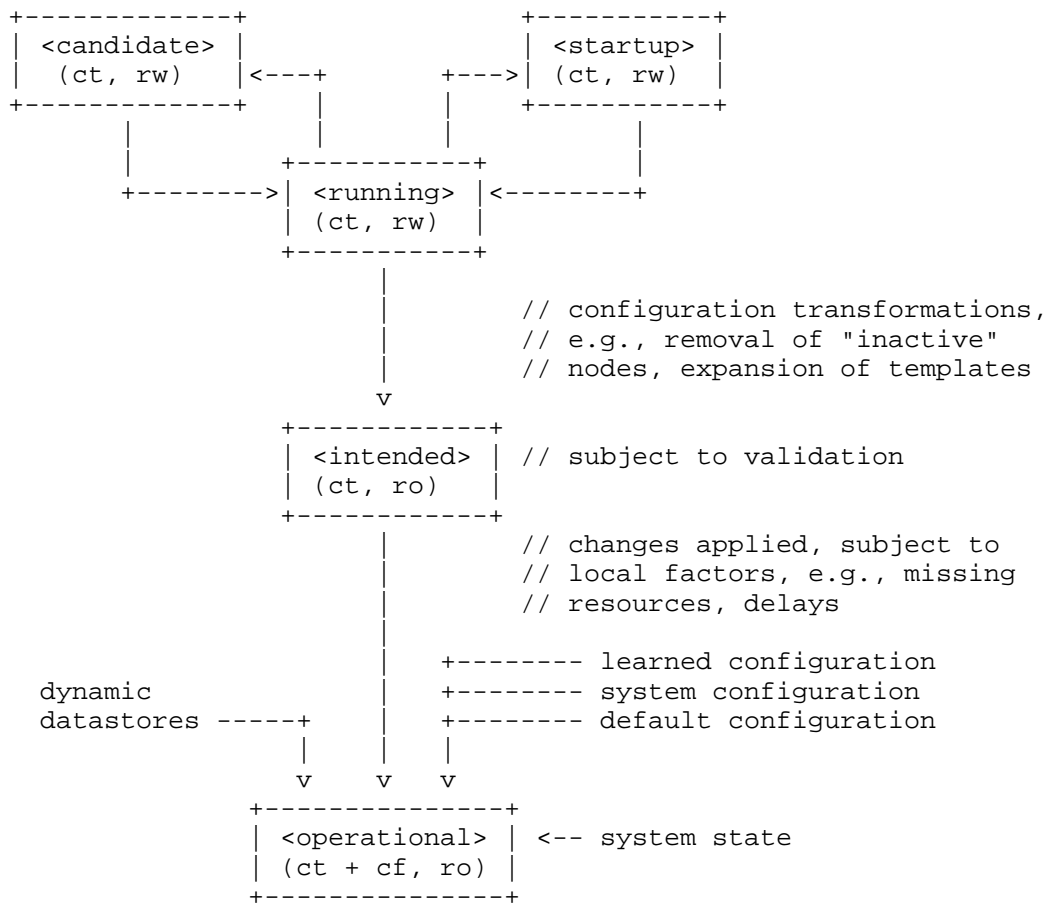 <candidate> <startup>
(ct, rw) <---+ +---> (ct, rw)
<running>
(ct, rw)
// configuration transformations,
// e.g., removal of "inactive"
// nodes, expansion of templates
<intended> // subject to validation
(ct, ro)
// changes applied, subject to
// local factors, e.g., missing
// resources, delays
learned configuration
dynamic system configuration
datastores default configuration
<operational> <-- system state
(ct + cf, ro)